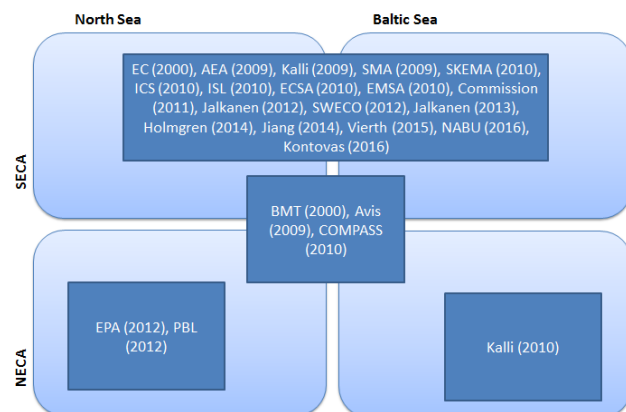 North Sea
Baltic Sea
SECA
EC (2000), AEA (2009), Kalli (2009), SMA (2009), SKEMA (2010),
ICS (2010), ISL (2010), ECSA (2010), EMSA (2010), Commission
(2011), Jalkanen (2012), SWECO (2012), Jalkanen (2013),
Holmgren (2014), Jiang (2014), Vierth (2015), NABU (2016),
Kontovas (2016)
BMT (2000), Avis
(2009), COMPASS
(2010)
NECA
EPA (2012), PBL
(2012)
Kalli (2010)